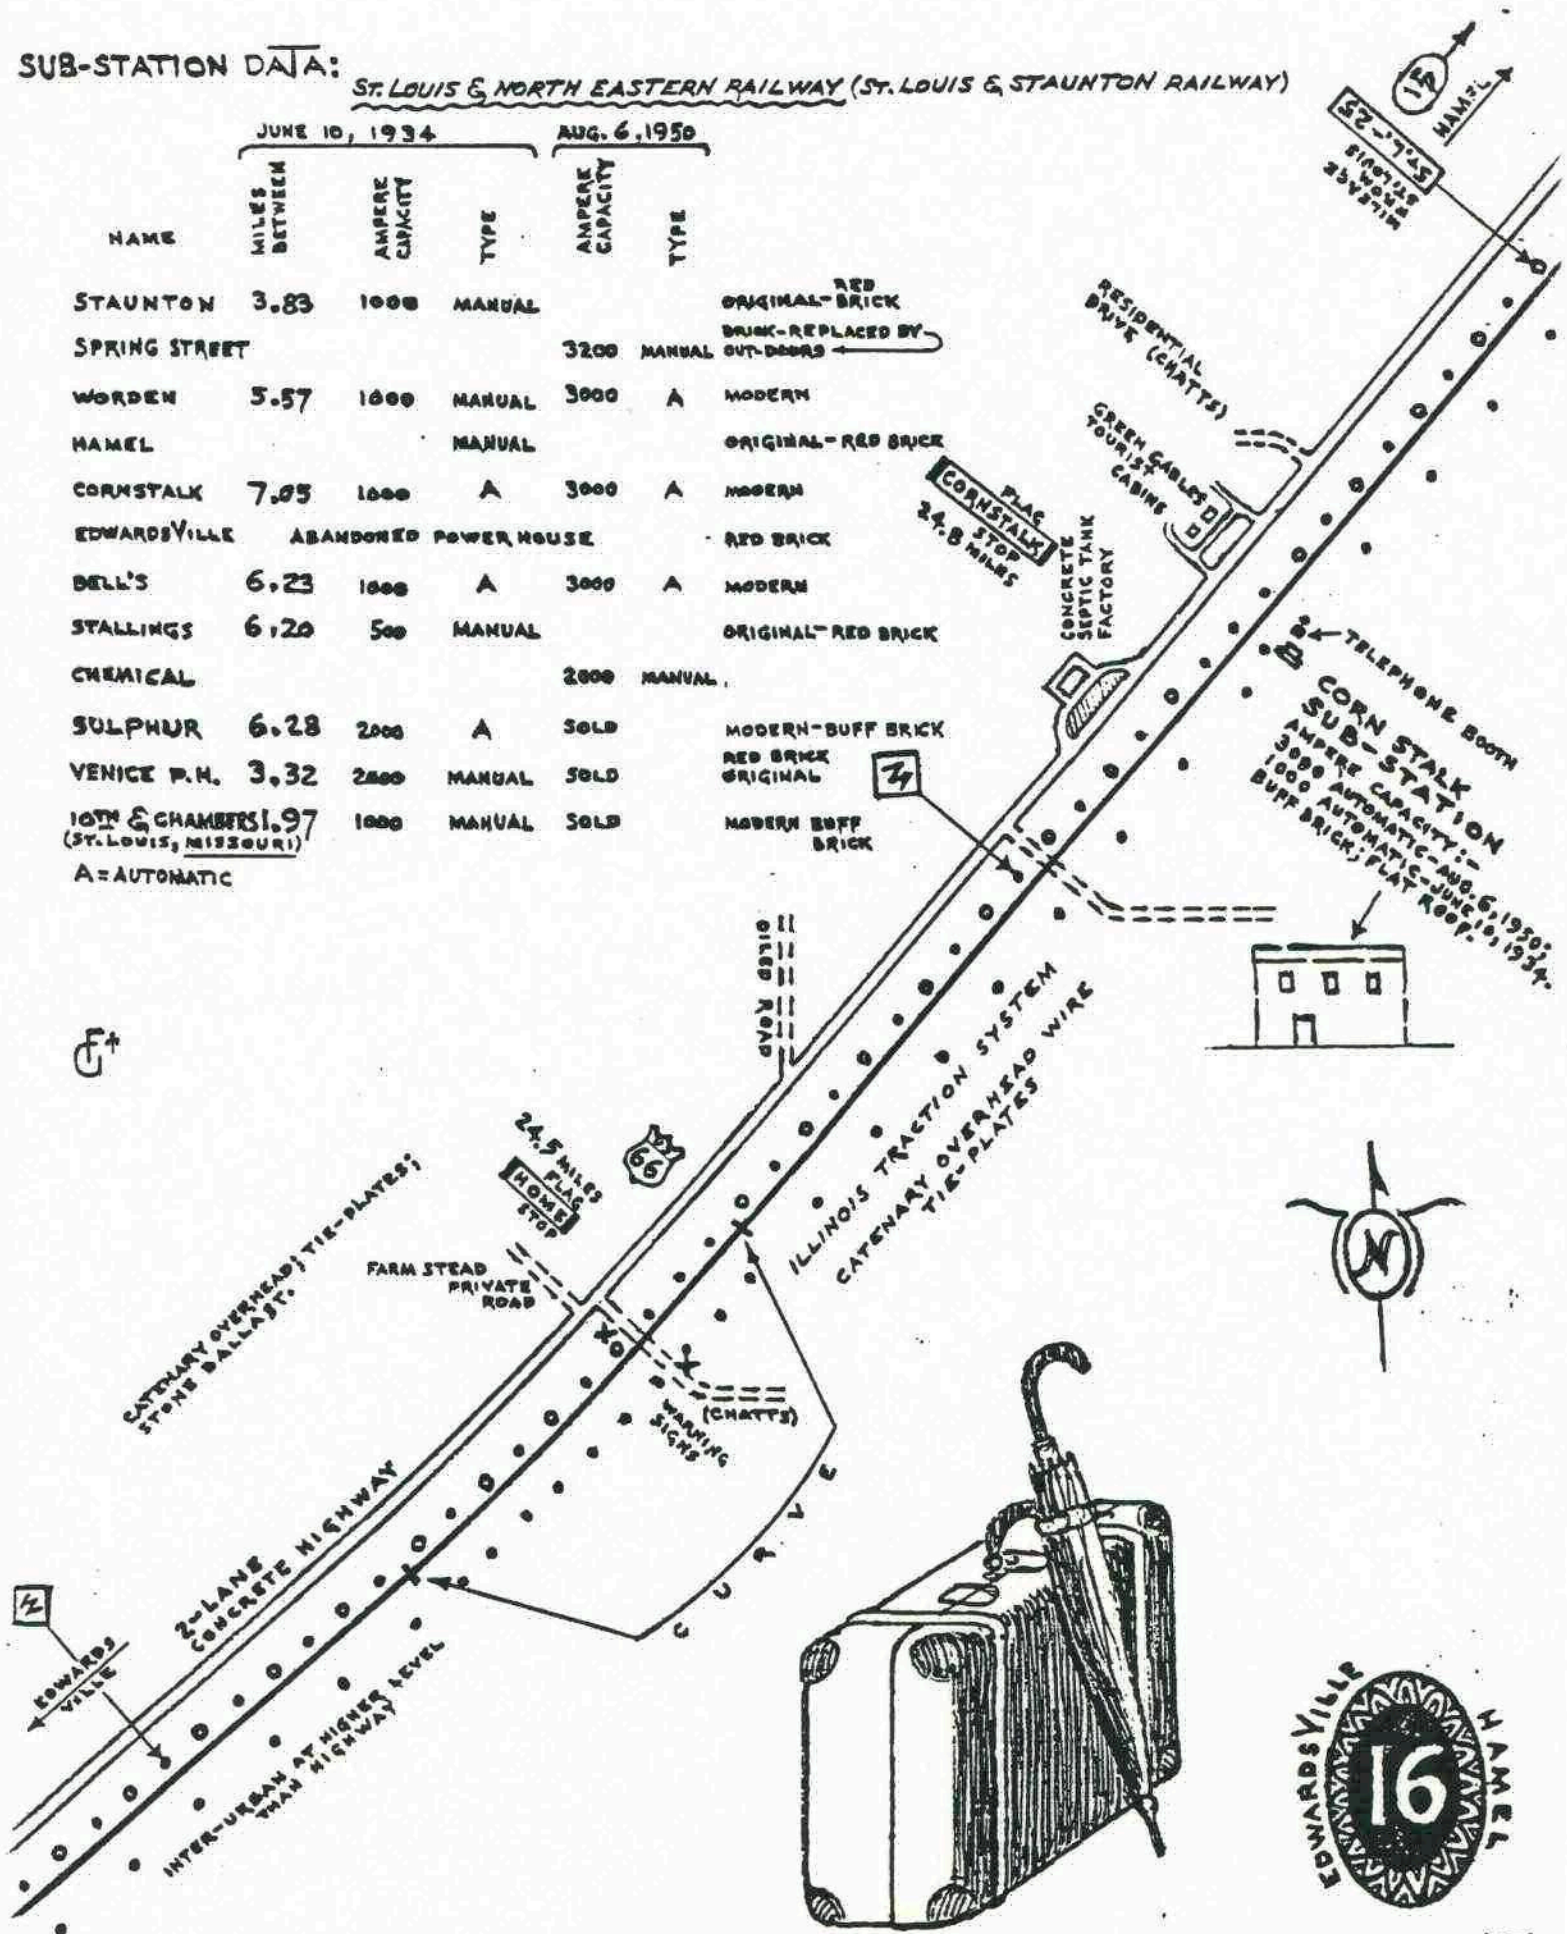 SUB-STATION DATA:
ST. LOUIS & NORTH EASTERN RAILWAY (ST. LOUIS & STAUNTON RAILWAY)
JUNE 10, 1934 AUG. 6, 1950
NAME MILES BETWEEN AMPERE CAPACITY TYPE AMPERE CAPACITY TYPE
STAUNTON 3.83 1000 MANUAL ORIGINAL-RED BRICK
SPRING STREET 3200 MANUAL BRICK-REPLACED BY OUT-DOORS
WORDEN 5.57 1000 MANUAL 3000 A MODERN
HAMEL MANUAL ORIGINAL-RED BRICK
CORNSTALK 7.05 1000 A 3000 A MODERN
EDWARDSVILLE ABANDONED POWER HOUSE RED BRICK
BELL'S 6.23 1000 A 3000 A MODERN
STALLINGS 6.20 500 MANUAL ORIGINAL-RED BRICK
CHEMICAL 2000 MANUAL.
SULPHUR 6.28 2000 A SOLD MODERN-BUFF BRICK
VENICE P.H. 3.32 MANUAL SOLD RED BRICK ORIGINAL
10TH & CHAMBERS 1.97 1000 MANUAL SOLD MODERN BUFF BRICK
(ST. LOUIS, MISSOURI)
A = AUTOMATIC
HAMEL
ST.L.-25
MILEAGE
FROM
ST. LOUIS
RESIDENTIAL
DRIVE (CHATTS)
GREEN GABLES
TOURIST
CABINS
FLAG
CORNSTALK
STOP
24.8 MILES
CONCRETE
SEPTIC TANK
FACTORY
TELEPHONE BOOTH
CORN STALK
SUB-STATION
AMPERE CAPACITY:-
3000 AUTOMATIC-AUG. 6, 1950;
1000 AUTOMATIC-JUNE 10, 1934.
BUFF BRICK; FLAT ROOF.
OILED ROAD
ILLINOIS TRACTION SYSTEM
CATENARY OVERHEAD WIRE
TIE-PLATES
24.5 MILES
FLAG
HOME
STOP
66
FARM STEAD
PRIVATE
ROAD
CATENARY OVERHEAD; TIE-PLATES;
STONE BALLAST.
WARNING
SIGNS
(CHATTS)
CURVE
2-LANE
CONCRETE HIGHWAY
EDWARDS
VILLE
INTER-URBAN AT HIGHER LEVEL
THAN HIGHWAY
N
EDWARDSVILLE
16
HAMEL